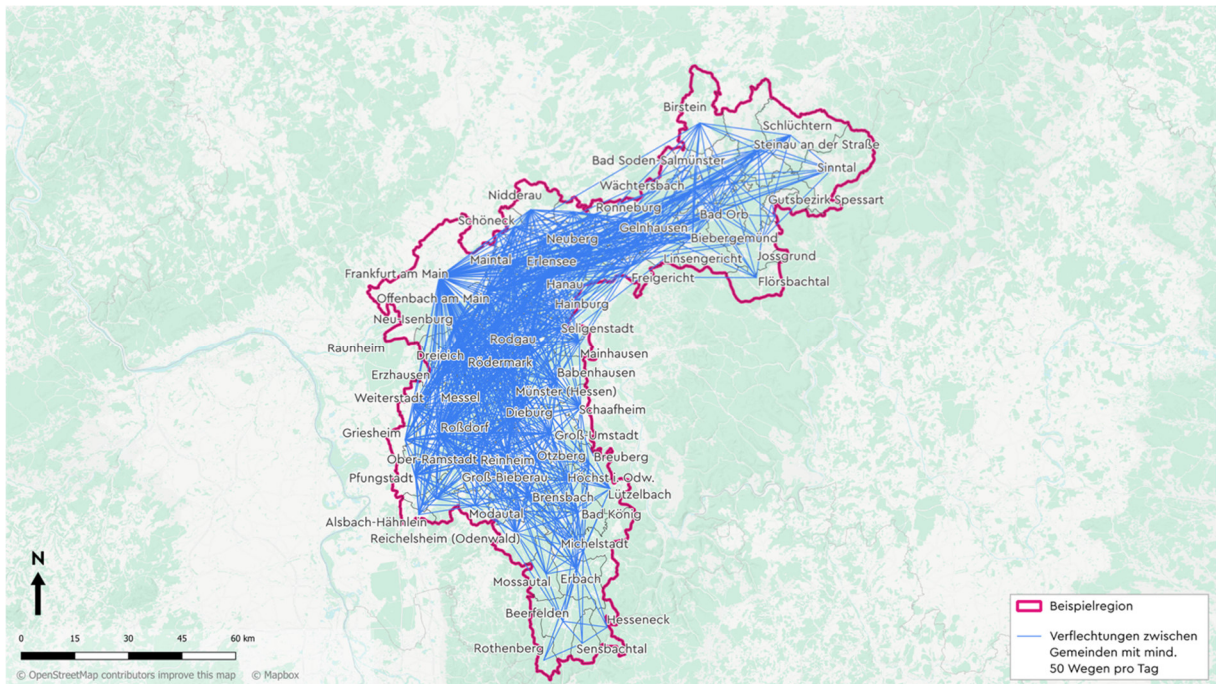 Birstein
Schlüchtern
Steinau an der Straße
Bad Soden-Salmünster
Sinntal
Wächtersbach
Nidderau
Gutsbezirk Spessart
Ronneburg
Schöneck
Bad Orb
Gelnhausen
Neuberg
Biebergemünd
Maintal
Erlensee
Linsengericht
Jossgrund
Frankfurt am Main
Freigericht
Flörsbachtal
Hanau
Offenbach am Main
Hainburg
Neu-Isenburg
Seligenstadt
Rodgau
Raunheim
Dreieich
Mainhausen
Rödermark
Erzhausen
Babenhausen
Münster (Hessen)
Weiterstadt
Messel
Dieburg
Schaafheim
Roßdorf
Griesheim
Groß-Umstadt
Ober-Ramstadt
Reinheim
Otzberg
Breuberg
Pfungstadt
Groß-Bieberau
Höchst i. Odw.
Brensbach
Lützelbach
Modautal
Bad König
Alsbach-Hähnlein
Reichelsheim (Odenwald)
Michelstadt
Mossautal
Erbach
Beerfelden
Hesseneck
Rothenberg
Sensbachtal
N
0 15 30 45 60 km
© OpenStreetMap contributors improve this map © Mapbox
Beispielregion
Verflechtungen zwischen
Gemeinden mit mind.
50 Wegen pro Tag